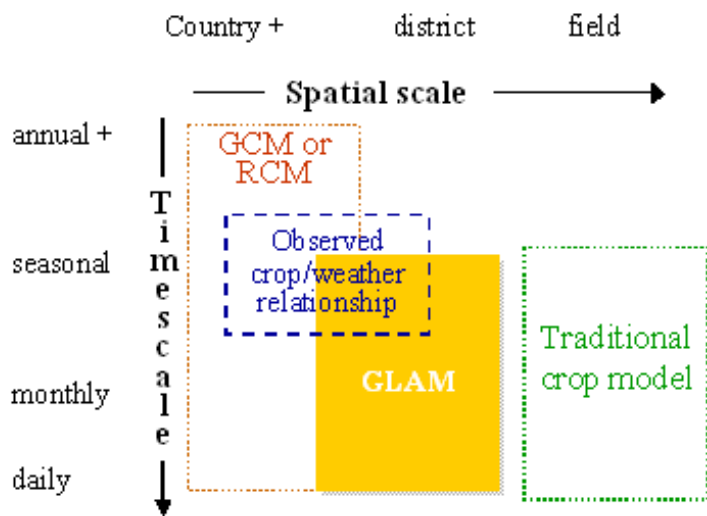 Country + district field
Spatial scale
annual +
GCM or
RCM
Timescale
Observed
seasonal
crop/weather
relationship
Traditional
GLAM
crop model
monthly
daily